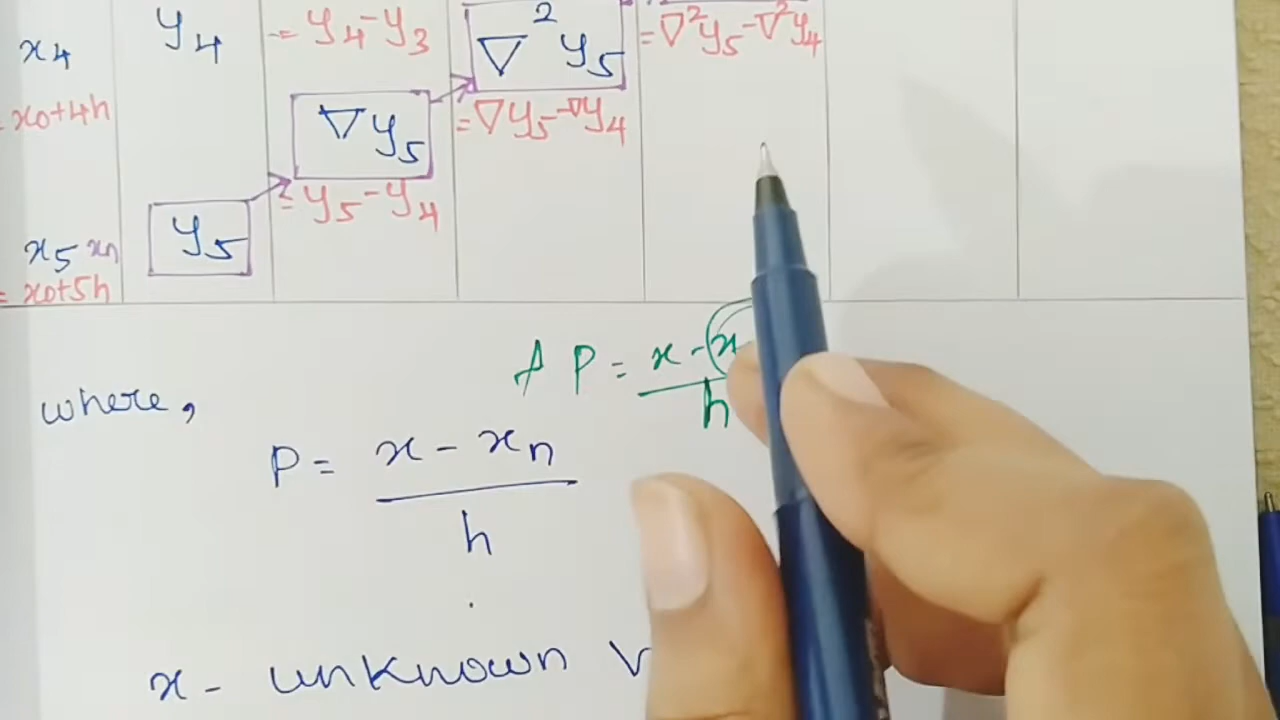 x₄ y₄ = y₄ - y₃ ∇²y₅ = ∇²y₅ - ∇²y₄
= x₀+4h ∇y₅ = ∇y₅ - ∇y₄
= y₅ - y₄
x₅ xₙ y₅
= x₀+5h
P = x - (x
h
where,
P = x - xₙ
h
x - unknown